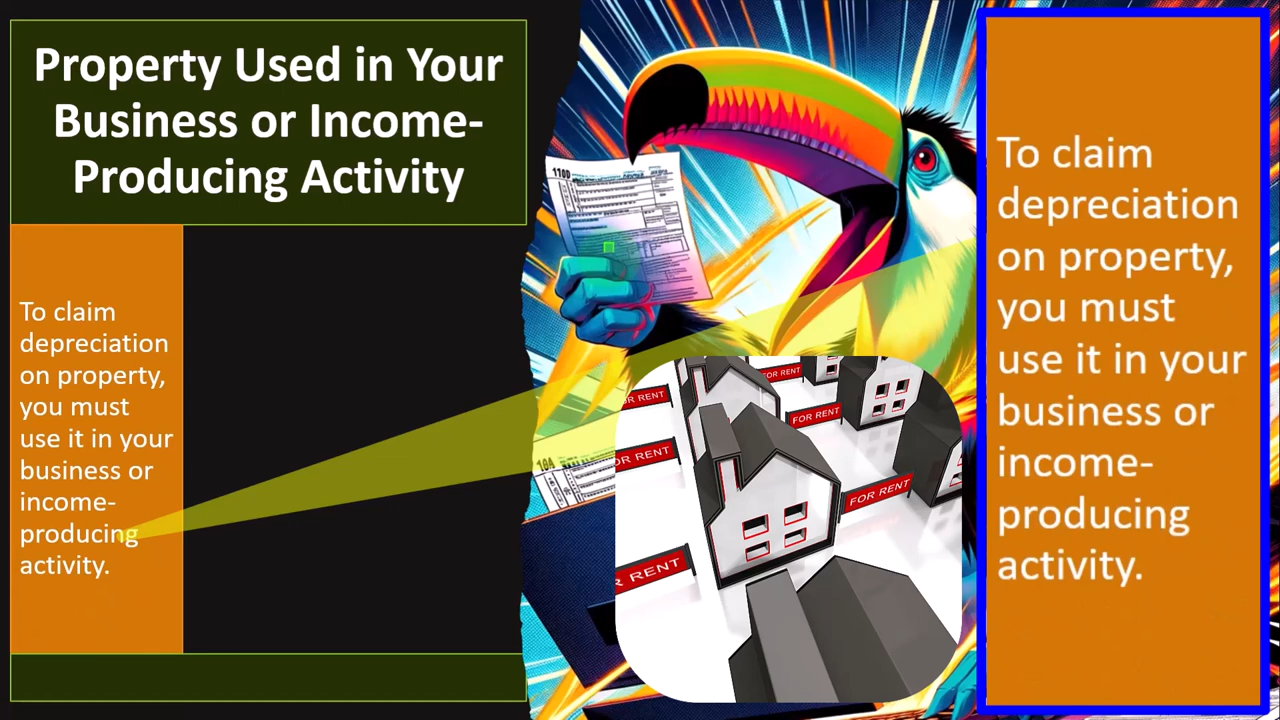 Property Used in Your
Business or Income-
Producing Activity
To claim
depreciation
on property,
you must
use it in your
business or
income-
producing
activity.
110D
104
FOR RENT
R RENT
FOR RENT
R RENT
FOR RENT
R RENT
To claim
depreciation
on property,
you must
use it in your
business or
income-
producing
activity.